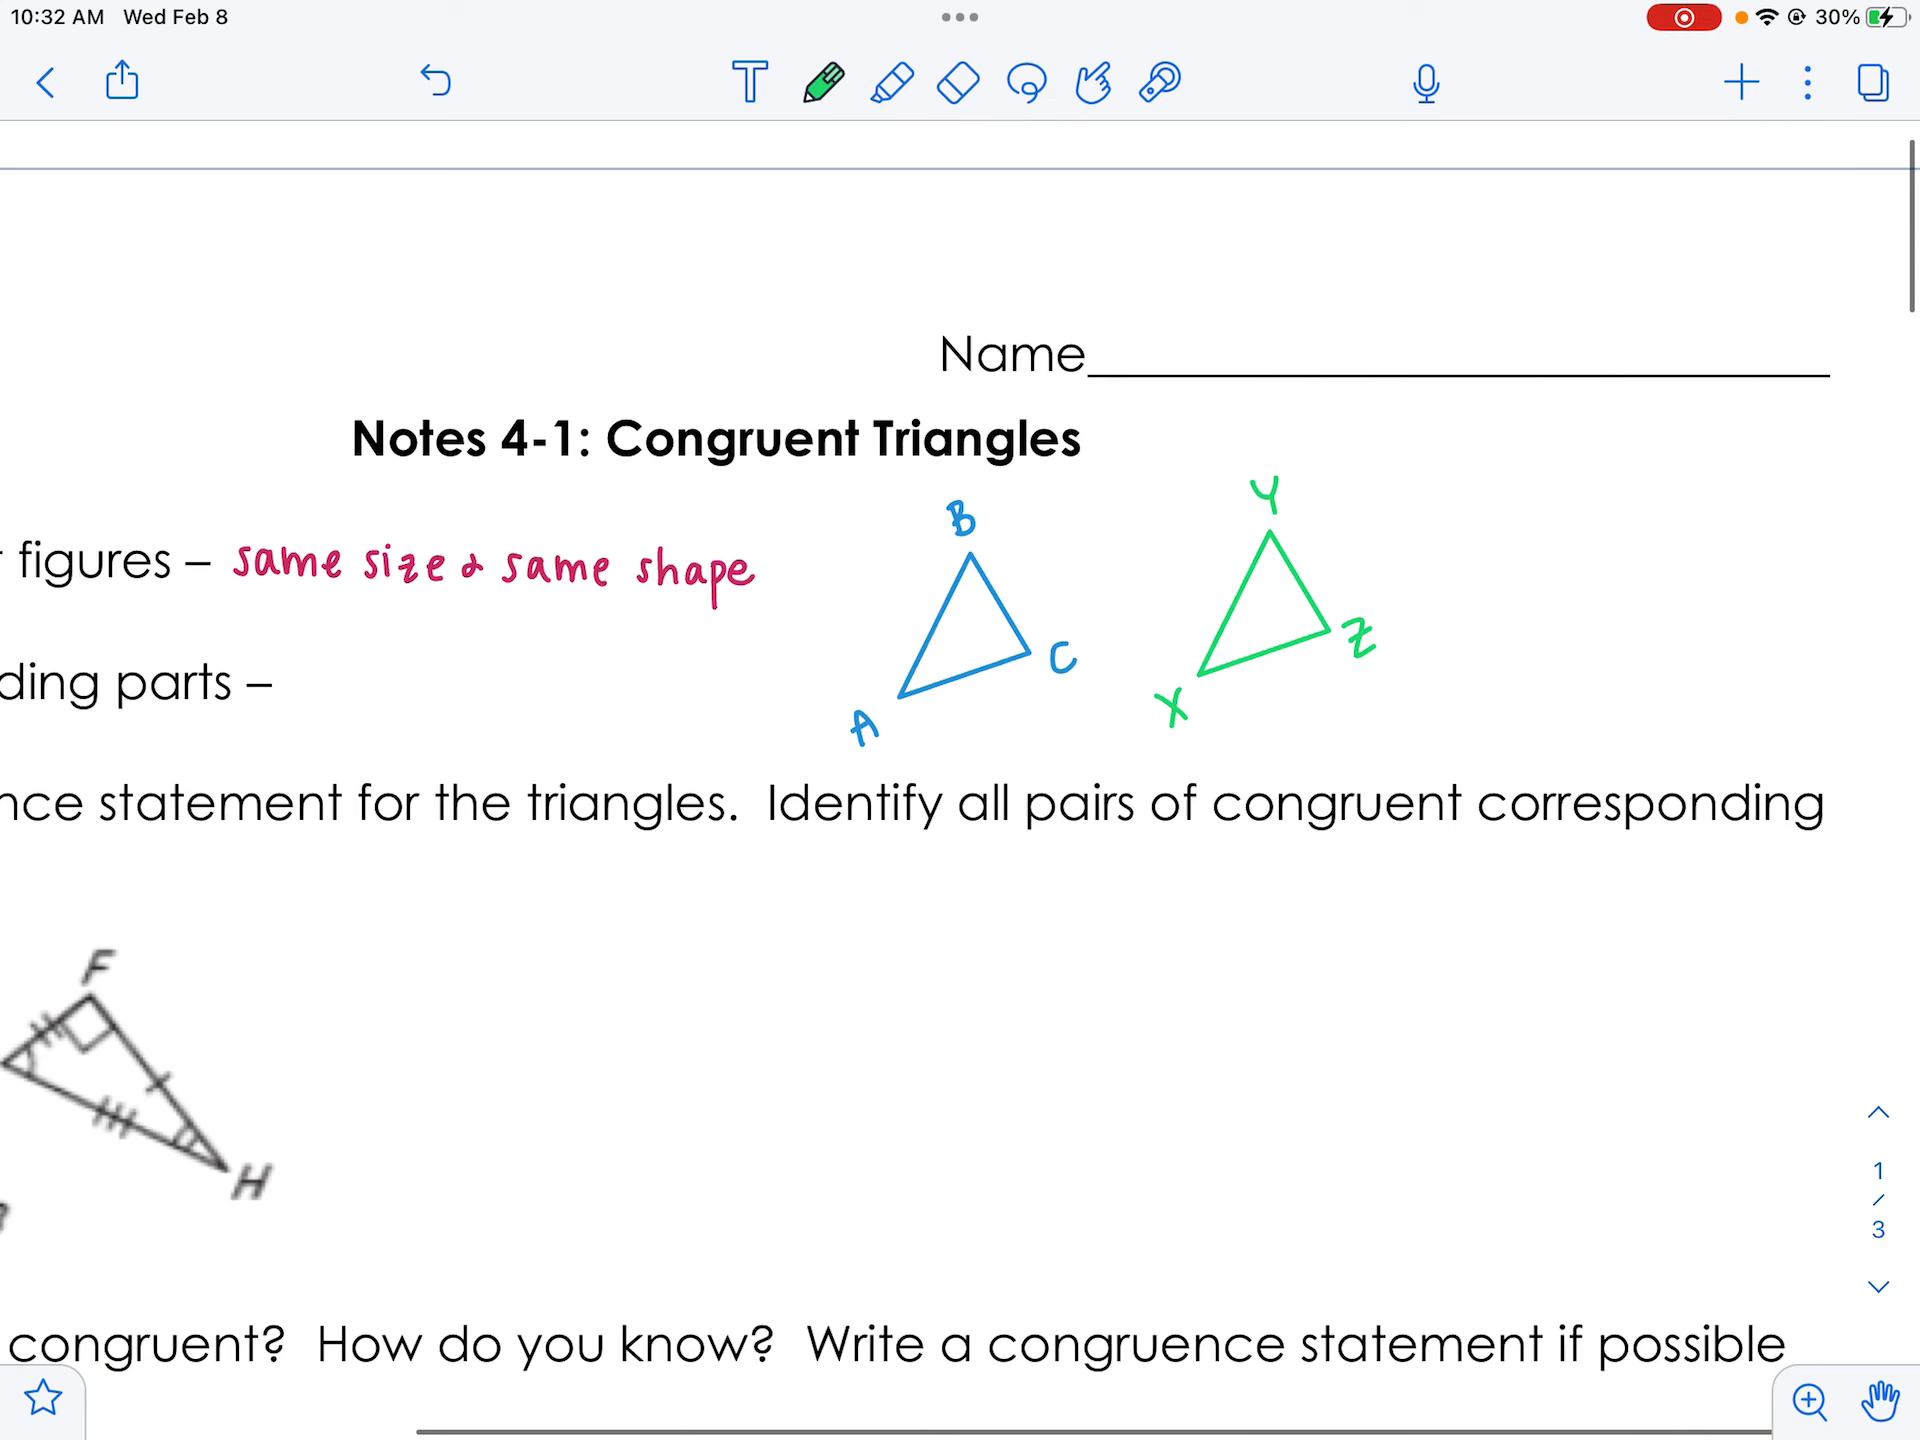 10:32 AM Wed Feb 8
30%
T
Name
Notes 4-1: Congruent Triangles
B
Y
figures – same size & same shape
C
Z
ding parts –
X
A
nce statement for the triangles. Identify all pairs of congruent corresponding
F
H
1
/
3
congruent? How do you know? Write a congruence statement if possible